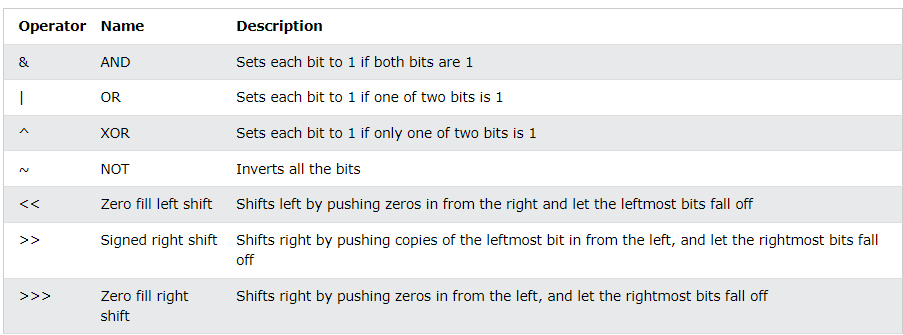 Operator Name Description
& AND Sets each bit to 1 if both bits are 1
| OR Sets each bit to 1 if one of two bits is 1
^ XOR Sets each bit to 1 if only one of two bits is 1
~ NOT Inverts all the bits
<< Zero fill left shift Shifts left by pushing zeros in from the right and let the leftmost bits fall off
>> Signed right shift Shifts right by pushing copies of the leftmost bit in from the left, and let the rightmost bits fall
off
>>> Zero fill right Shifts right by pushing zeros in from the left, and let the rightmost bits fall off
shift